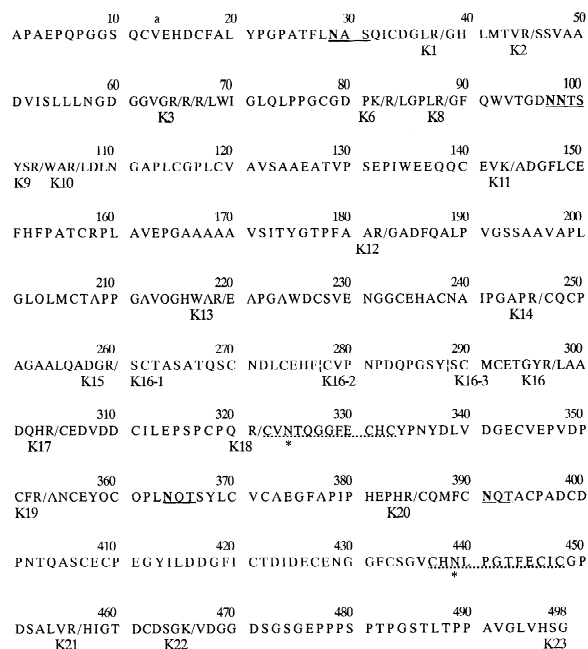 10 a 20 30 40 50
APAEPQPGGS QCVEHDCFAL YPGPATFLNA SQICDGLR/GH LMTVR/SSVAA
K1 K2
60 70 80 90 100
DVISLLLNGD GGVGR/R/R/LWI GLQLPPGCGD PK/R/LGPLR/GF QWVTGDNNTS
K3 K6 K8
110 120 130 140 150
YSR/WAR/LDLN GAPLCGPLCV AVSAAEATVP SEPIWEEQQC EVK/ADGFLCE
K9 K10 K11
160 170 180 190 200
FHFPATCRPL AVEPGAAAAA VSITYGTPFA AR/GADFQALP VGSSAAVAPL
K12
210 220 230 240 250
GLQLMCTAPP GAVQGHWAR/E APGAWDCSVE NGGCEHACNA IPGAPR/CQCP
K13 K14
260 270 280 290 300
AGAALQADGR/ SCTASATQSC NDLCEHF¦CVP NPDQPGSY¦SC MCETGYR/LAA
K15 K16-1 K16-2 K16-3 K16
310 320 330 340 350
DQHR/CEDVDD CILEPSPCPQ R/CVNTQGGFE CHCYPNYDLV DGECVEPVDP
K17 K18 *
360 370 380 390 400
CFR/ANCEYQC QPLNQTSYLC VCAEGFAPIP HEPHR/CQMFC NQTACPADCD
K19 K20
410 420 430 440 450
PNTQASCECP EGYILDDGFI CTDIDECENG GFCSGVCHNL PGTFECICGP
*
460 470 480 490 498
DSALVR/HIGT DCDSGK/VDGG DSGSGEPPPS PTPGSTLTPP AVGLVHSG
K21 K22 K23